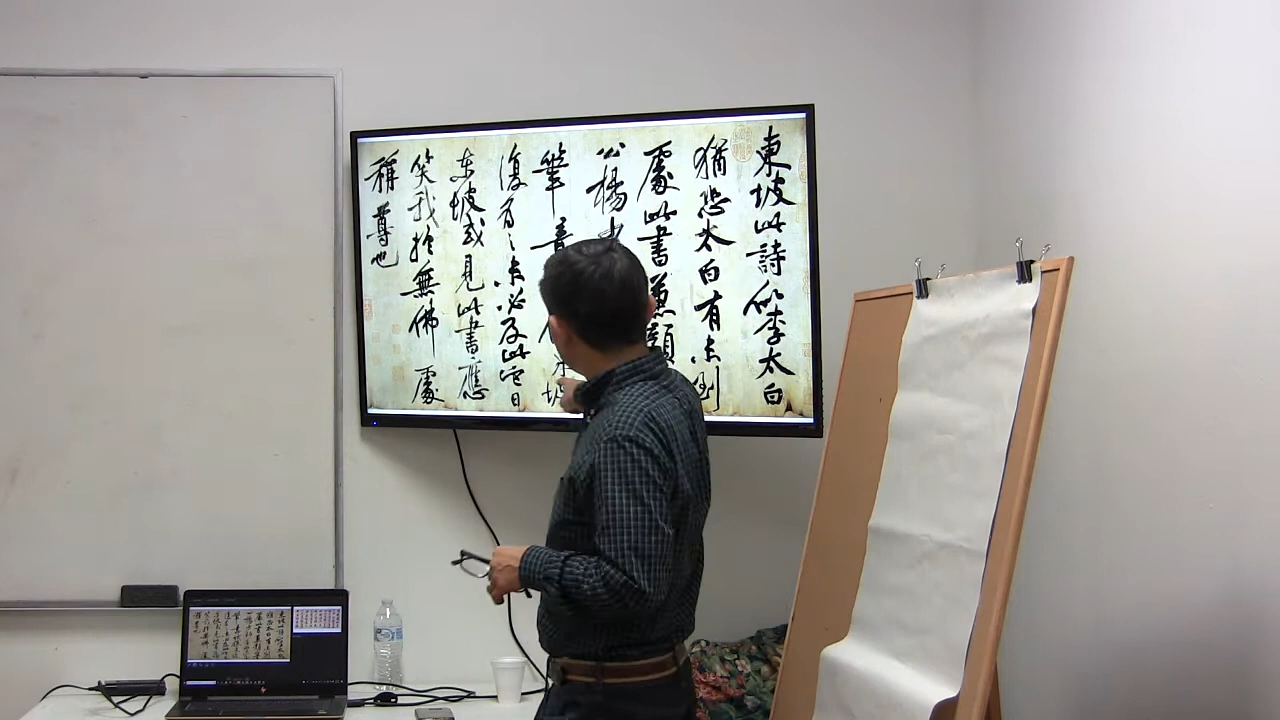 東坡此詩似李太白
猶恐太白有未到
處此書兼顏
公楊
筆意東坡
復為之未必及此它日
東坡或見此書應
笑我於無佛處
稱尊也